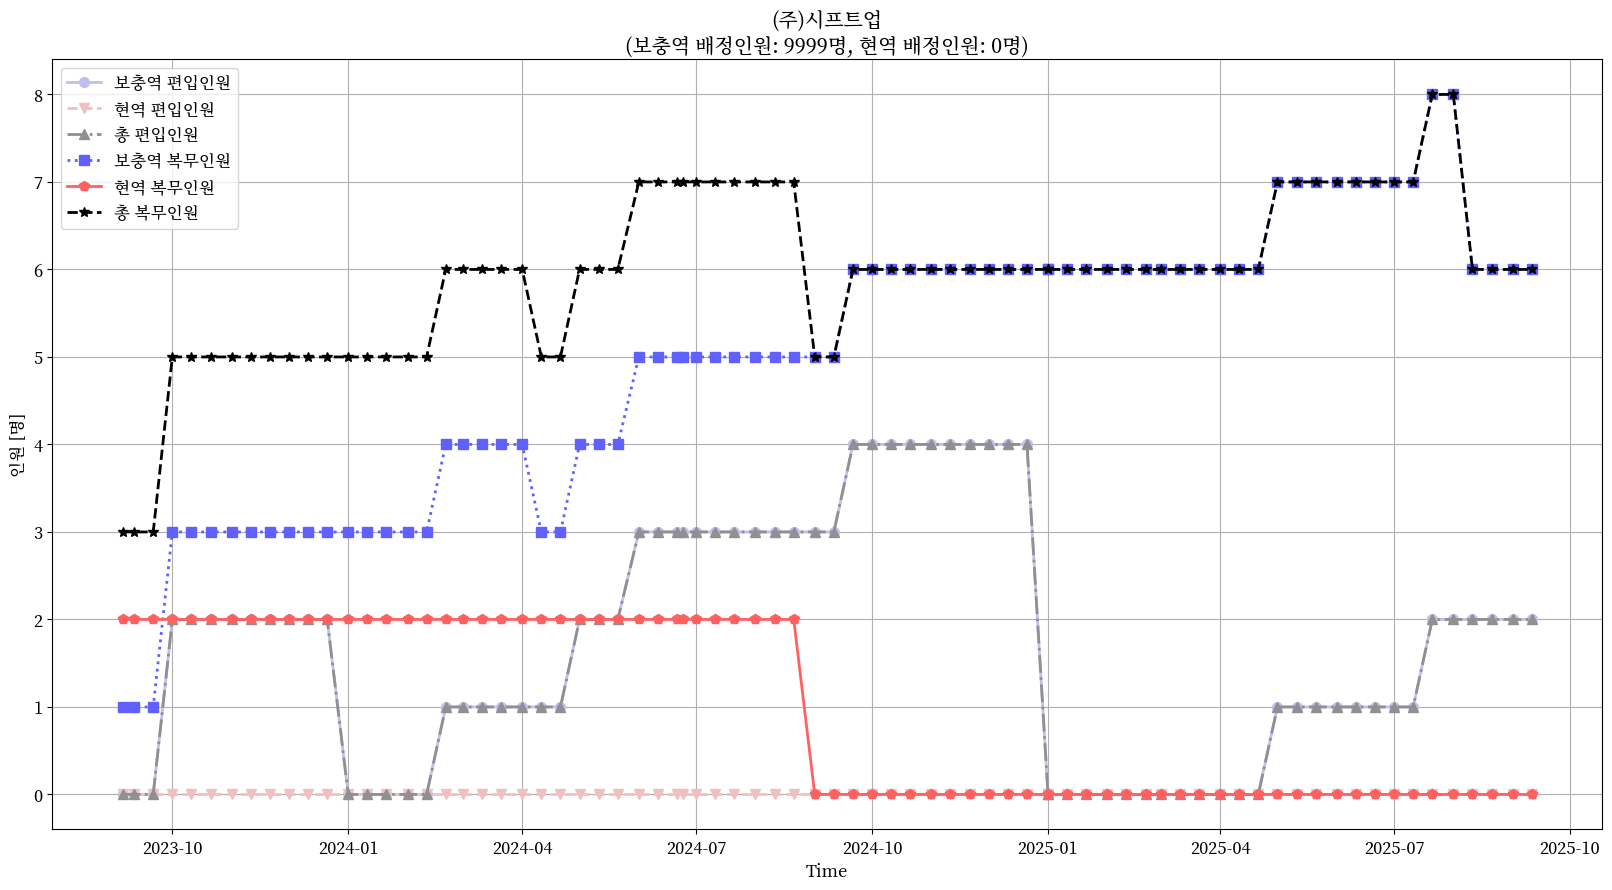 (주)시프트업
(보충역 배정인원: 9999명, 현역 배정인원: 0명)
보충역 편입인원
현역 편입인원
총 편입인원
보충역 복무인원
현역 복무인원
총 복무인원
8
7
6
5
4
3
2
1
0
인원 [명]
2023-10
2024-01
2024-04
2024-07
2024-10
2025-01
2025-04
2025-07
2025-10
Time